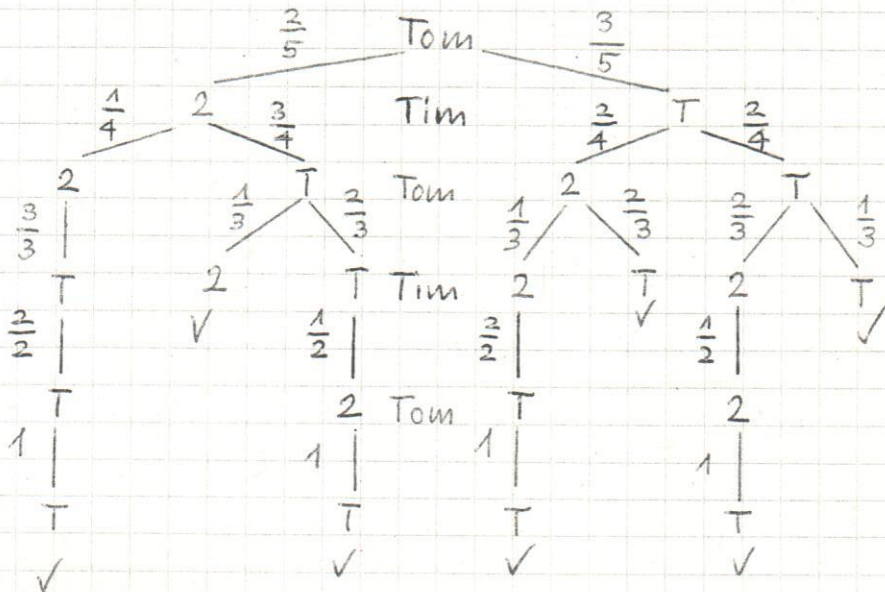 2/5 Tom 3/5
1/4 2 3/4 Tim 2/4 T 2/4
2 T Tom 2 T
3/3 1/3 2/3 1/3 2/3 2/3 1/3
T 2 T Tim 2 T 2 T
2/2 ✓ 1/2 2/2 ✓ 1/2 ✓
T 2 Tom T 2
1 1 1 1
T T T T
✓ ✓ ✓ ✓